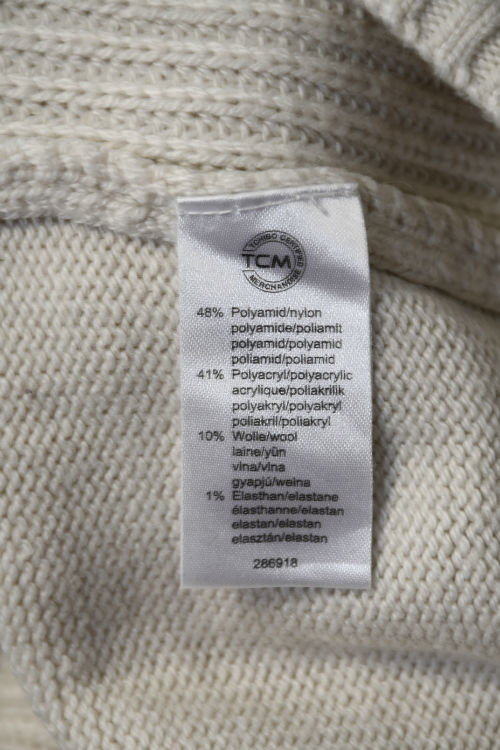 TCHIBO CERTIFIED
TCM
MERCHANDISE
48% Polyamid/nylon
polyamide/poliamit
polyamid/polyamid
poliamid/poliamid
41% Polyacryl/polyacrylic
acrylique/poliakrilik
polyakryl/polyakryl
poliakril/poliakryl
10% Wolle/wool
laine/yün
vlna/vlna
gyapjú/wełna
1% Elasthan/elastane
élasthanne/elastan
elastan/elastan
elasztán/elastan
286918